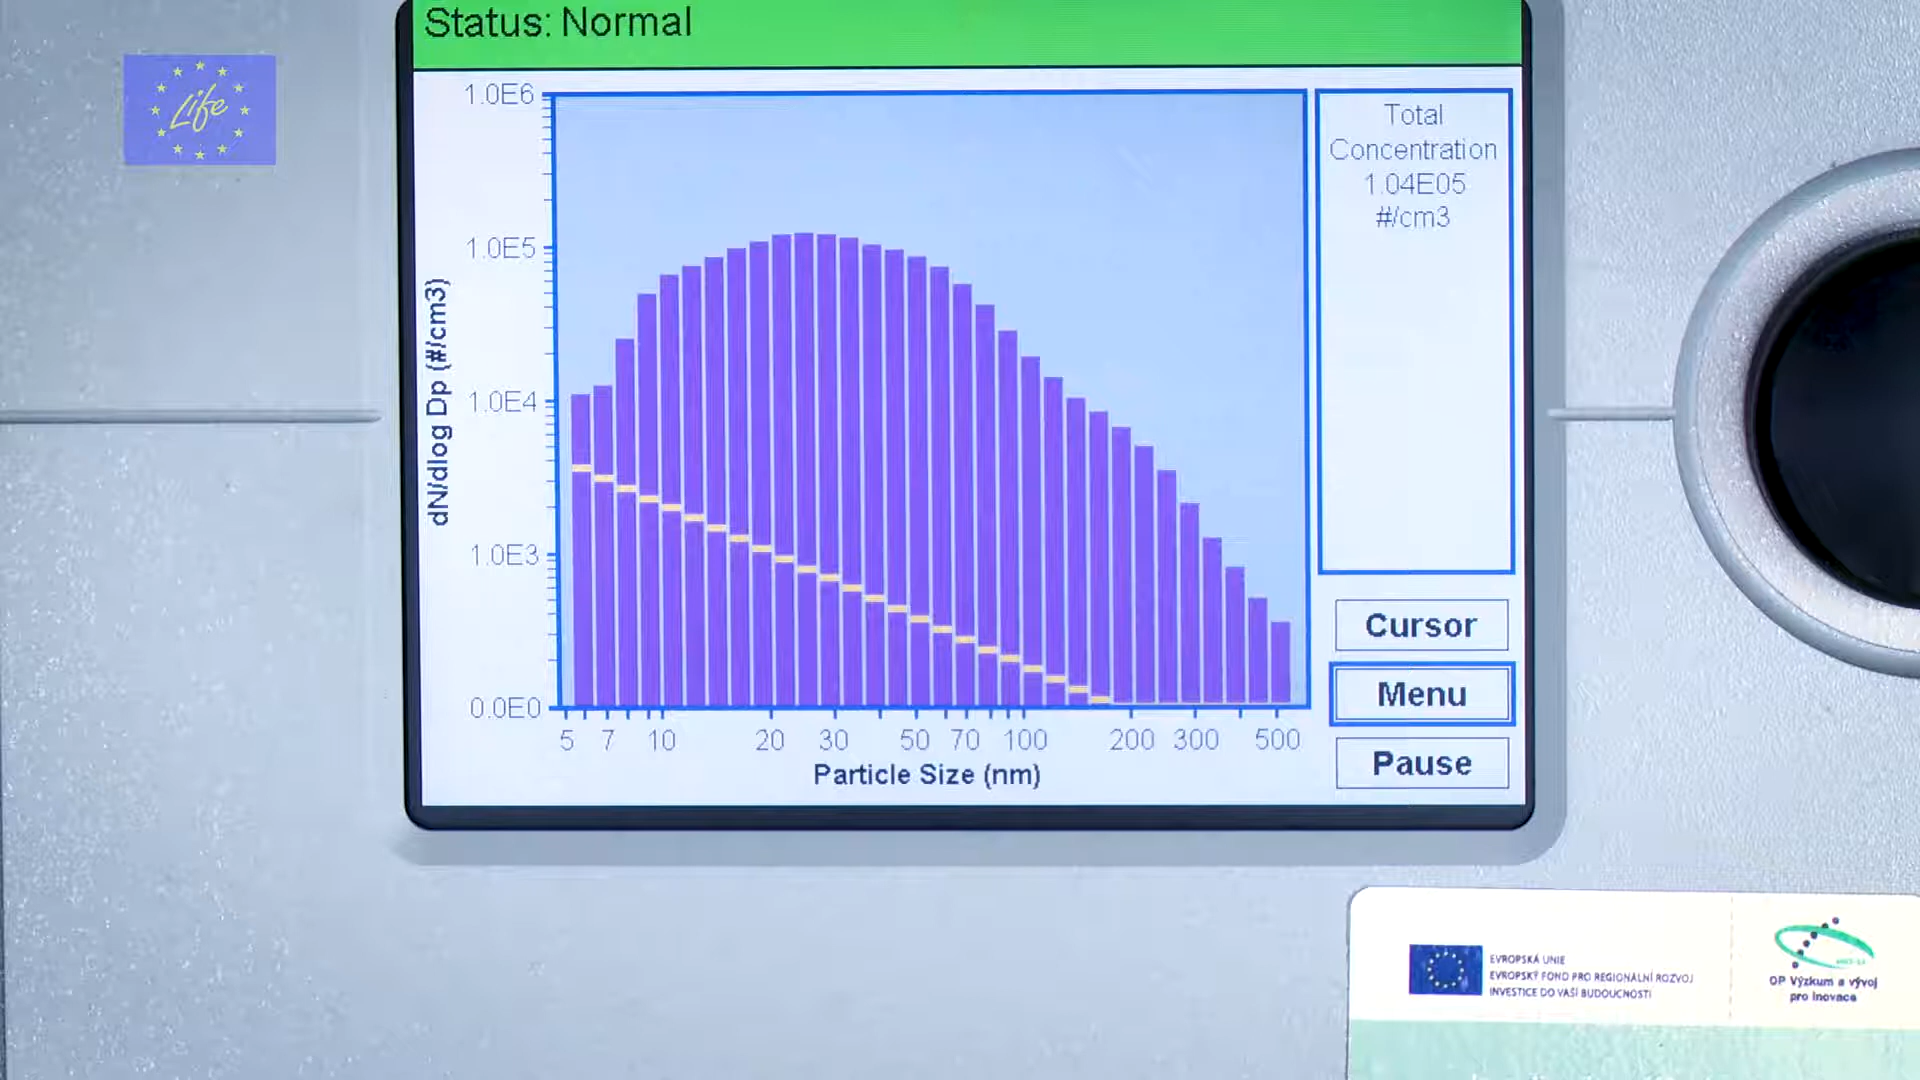 Status: Normal
Life
1.0E6
1.0E5
1.0E4
1.0E3
0.0E0
dN/dlog Dp (#/cm3)
5 7 10 20 30 50 70 100 200 300 500
Particle Size (nm)
Total
Concentration
1.04E05
#/cm3
Cursor
Menu
Pause
EVROPSKÁ UNIE
EVROPSKÝ FOND PRO REGIONÁLNÍ ROZVOJ
INVESTICE DO VAŠÍ BUDOUCNOSTI
OP Výzkum a vývoj
pro inovace